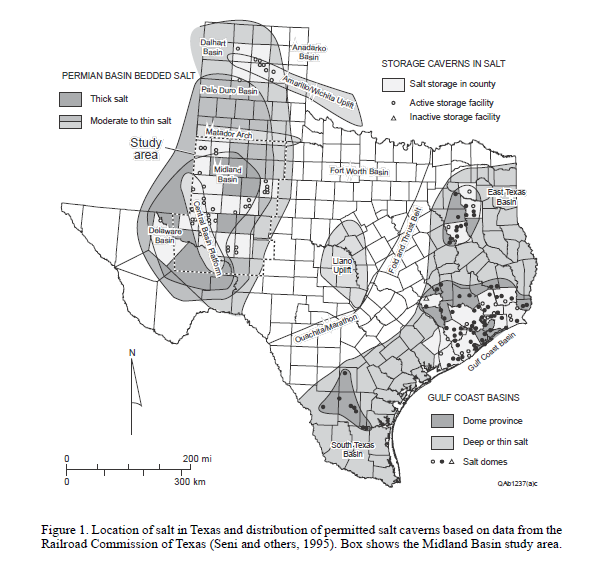 Dalhart
Basin
Anadarko
Basin
Amarillo/Wichita Uplift
Palo Duro Basin
PERMIAN BASIN BEDDED SALT
Thick salt
Moderate to thin salt
STORAGE CAVERNS IN SALT
Salt storage in county
Active storage facility
Inactive storage facility
Matador Arch
Study
area
Midland
Basin
Fort Worth Basin
East Texas
Basin
Central Basin Platform
Delaware
Basin
Fold and Thrust Belt
Llano
Uplift
Ouachita/Marathon
Gulf Coast Basin
N
0 200 mi
0 300 km
GULF COAST BASINS
Dome province
Deep or thin salt
Salt domes
South Texas
Basin
QAb1237(a)c
Figure 1. Location of salt in Texas and distribution of permitted salt caverns based on data from the
Railroad Commission of Texas (Seni and others, 1995). Box shows the Midland Basin study area.